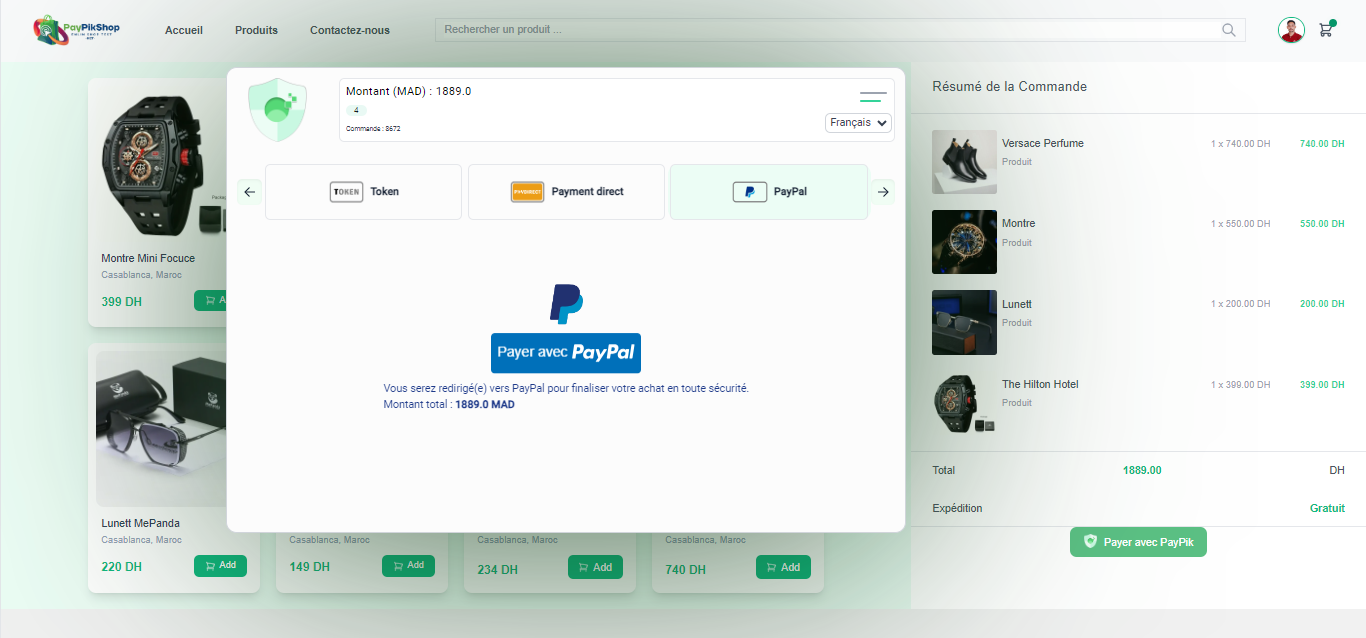 PayPikShop
Accueil
Produits
Contactez-nous
Rechercher un produit ...
Montre Mini Focuce
Casablanca, Maroc
399 DH
Lunett MePanda
Casablanca, Maroc
220 DH
Add
Casablanca, Maroc
149 DH
Add
Casablanca, Maroc
234 DH
Add
Casablanca, Maroc
740 DH
Add
Montant (MAD) : 1889.0
4
Commande : 8672
Français
TOKEN
Token
Payment direct
PayPal
Payer avec PayPal
Vous serez redirigé(e) vers PayPal pour finaliser votre achat en toute sécurité.
Montant total : 1889.0 MAD
Résumé de la Commande
Versace Perfume
1 x 740.00 DH
740.00 DH
Produit
Montre
1 x 550.00 DH
550.00 DH
Produit
Lunett
1 x 200.00 DH
200.00 DH
Produit
The Hilton Hotel
1 x 399.00 DH
399.00 DH
Produit
Total
1889.00
DH
Expédition
Gratuit
Payer avec PayPik